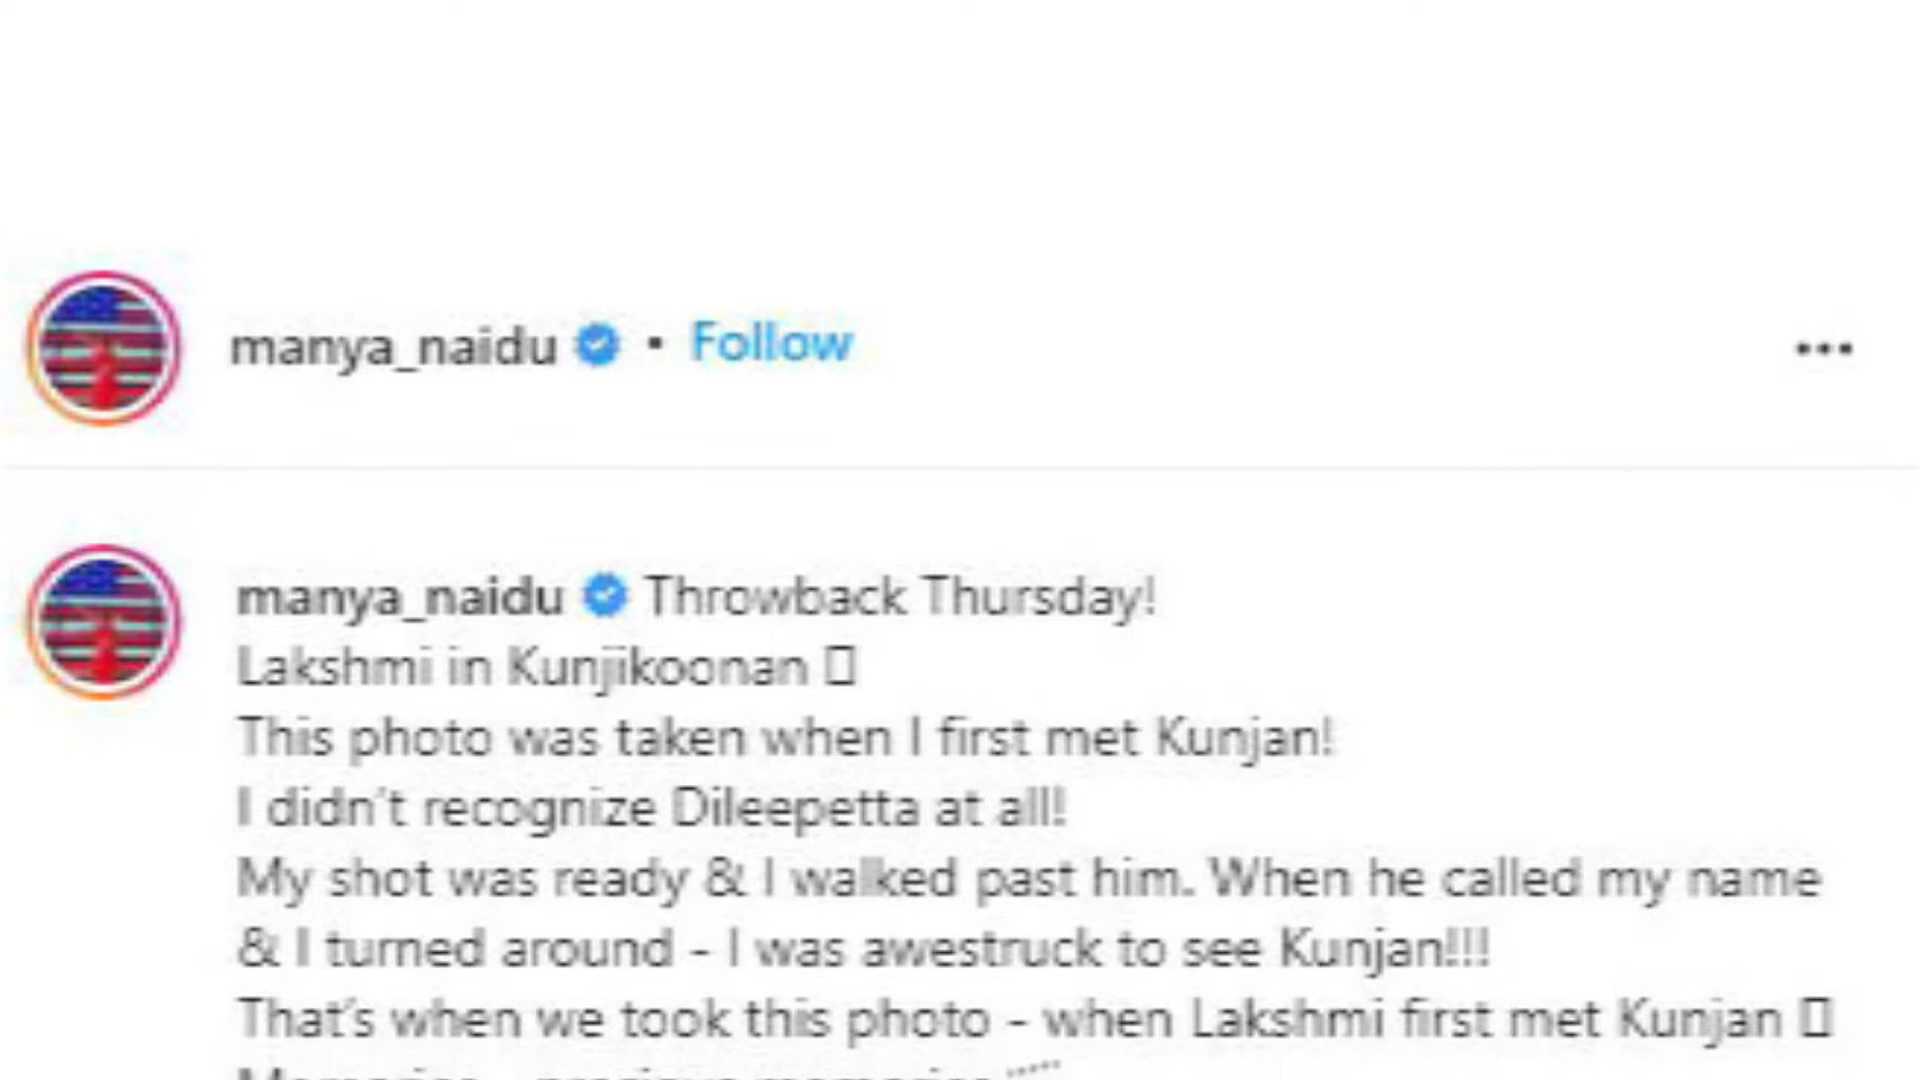 manya_naidu • Follow
manya_naidu Throwback Thursday!
Lakshmi in Kunjikoonan
This photo was taken when I first met Kunjan!
I didn't recognize Dileepetta at all!
My shot was ready & I walked past him. When he called my name
& I turned around - I was awestruck to see Kunjan!!!
That's when we took this photo - when Lakshmi first met Kunjan